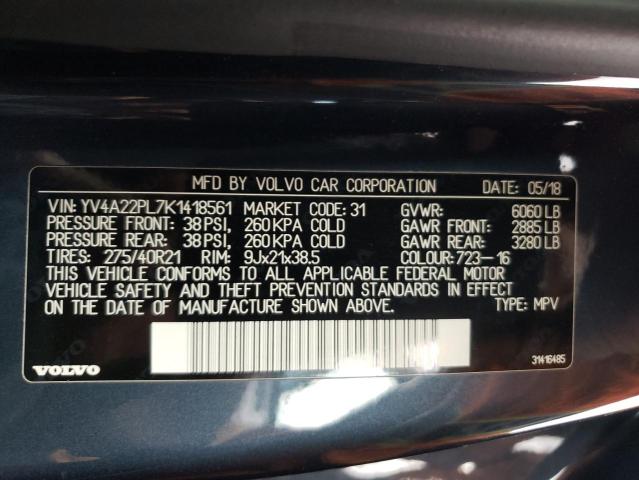 MFD BY VOLVO CAR CORPORATION DATE: 05/18
VIN: YV4A22PL7K1418561 MARKET CODE: 31 GVWR: 6060 LB
PRESSURE FRONT: 38 PSI, 260 KPA COLD GAWR FRONT: 2885 LB
PRESSURE REAR: 38 PSI, 260 KPA COLD GAWR REAR: 3280 LB
TIRES: 275/40R21 RIM: 9Jx21x38.5 COLOUR: 723-16
THIS VEHICLE CONFORMS TO ALL APPLICABLE FEDERAL MOTOR
VEHICLE SAFETY AND THEFT PREVENTION STANDARDS IN EFFECT
ON THE DATE OF MANUFACTURE SHOWN ABOVE. TYPE: MPV
VOLVO 31416485